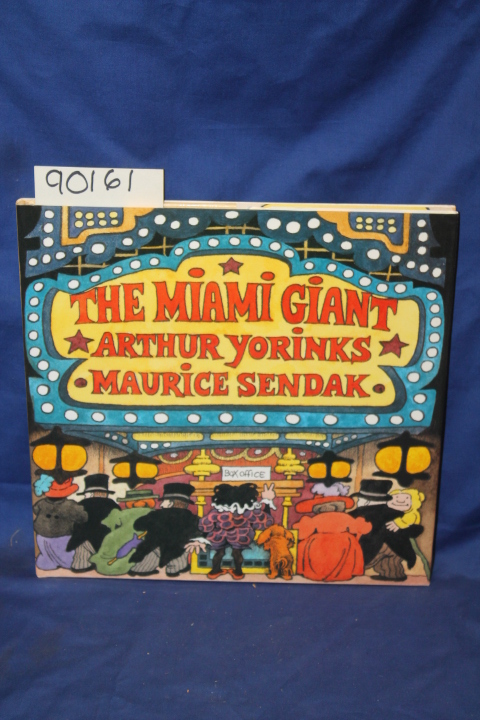 90161
THE MiAMi GiANT
ARTHUR YORiNKS
MAURiCE SENDAK
BOX OFFICE